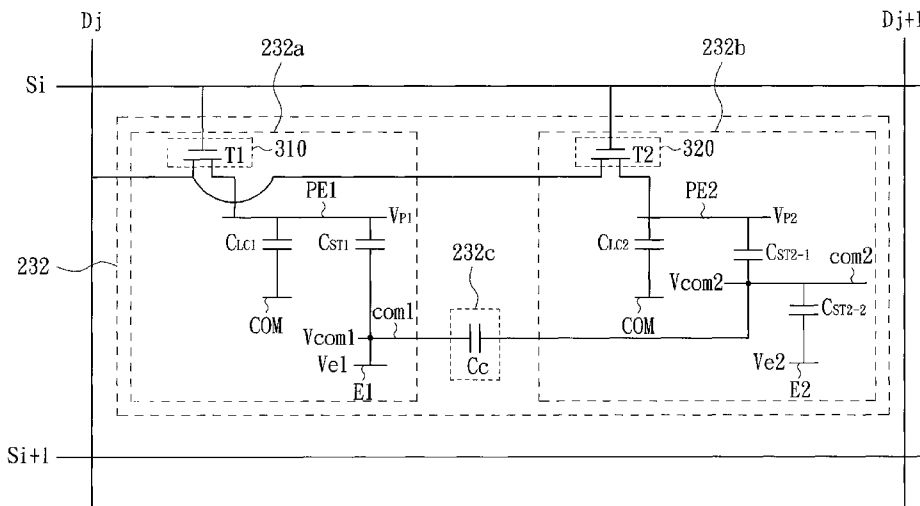 Dj
Dj+1
232a
232b
Si
T1
310
T2
320
PE1
VP1
PE2
VP2
CLC1
CST1
CLC2
CST2-1
232
232c
com2
Vcom2
com1
COM
COM
CST2-2
Vcom1
Ve1
Cc
Ve2
E1
E2
Si+1